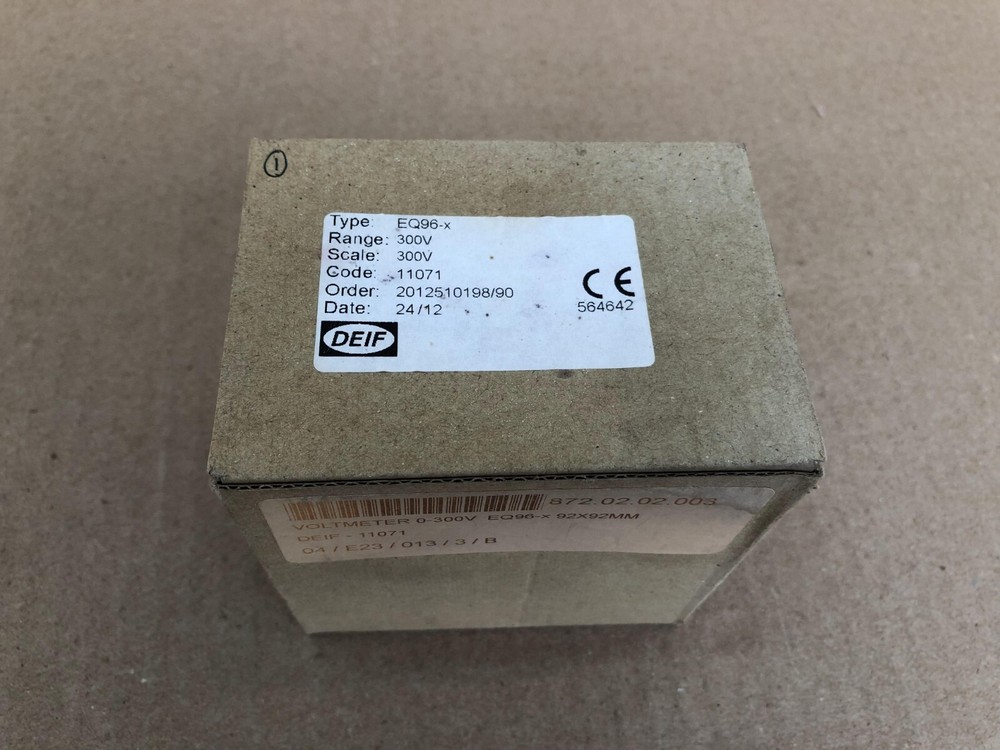 1
Type: EQ96-x
Range: 300V
Scale: 300V
Code: 11071
Order: 2012510198/90
Date: 24/12
CE
564642
DEIF
872.02.02.003
VOLTMETER 0-300V EQ96-x 92X92MM
DEIF - 11071
04 / E23 / 013 / 3 / B